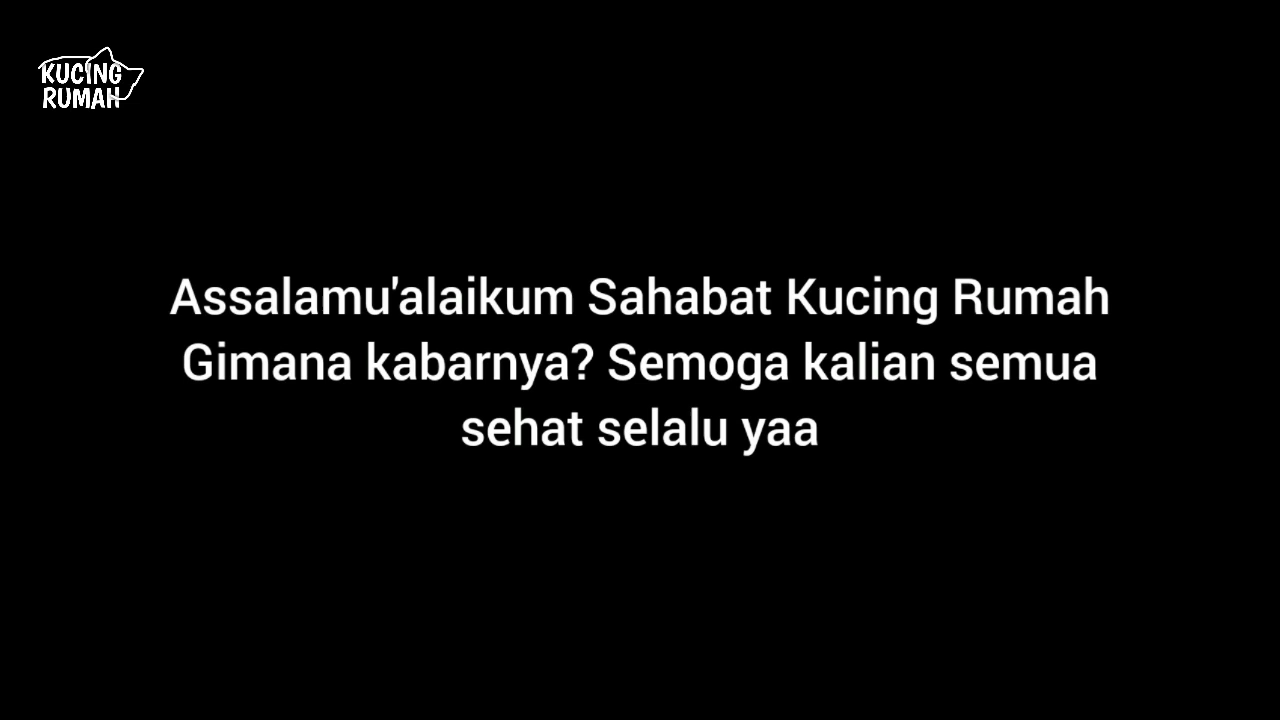 KUCING
RUMAH
Assalamu'alaikum Sahabat Kucing Rumah
Gimana kabarnya? Semoga kalian semua
sehat selalu yaa